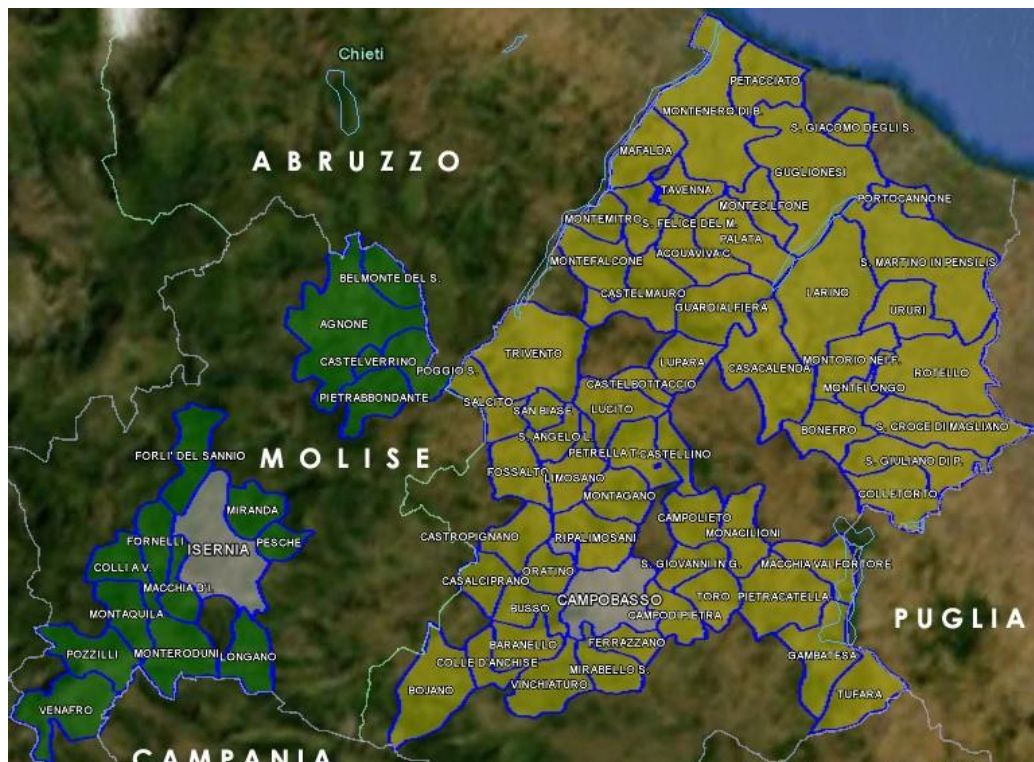 Chieti
PETACCIATO
MONTENERO DI B.
S. GIACOMO DEGLI S.
MAFALDA
ABRUZZO
GUGLIONESI
TAVENNA
PORTOCANNONE
MONTECILFONE
MONTEMITRO
S. FELICE DEL M.
PALATA
ACQUAVIVA C.
MONTEFALCONE
S. MARTINO IN PENSILIS
BELMONTE DEL S.
CASTELMAURO
LARINO
GUARDIALFIERA
URURI
AGNONE
TRIVENTO
CASTELVERRINO
LUPARA
MONTORIO NEI F.
CASACALENDA
POGGIO S.
ROTELLO
CASTELBOTTACCIO
MONTELONGO
PIETRABBONDANTE
SALCITO
SAN BIASE
LUCITO
BONEFRO
S. CROCE DI MAGLIANO
S. ANGELO L.
FORLI' DEL SANNIO
MOLISE
PETRELLA T.
CASTELLINO
S. GIULIANO DI P.
FOSSALTO
LIMOSANO
COLLETORTO
MONTAGANO
MIRANDA
CAMPOLIETO
MONACILIONI
CASTROPIGNANO
RIPALIMOSANI
FORNELLI
PESCHE
ISERNIA
COLLI A V.
S. GIOVANNI IN G.
MACCHIA VALFORTORE
ORATINO
CASALCIPRANO
MACCHIA D'I.
TORO
PIETRACATELLA
CAMPOBASSO
BUSSO
MONTAQUILA
CAMPODIPIETRA
PUGLIA
BARANELLO
FERRAZZANO
POZZILLI
MONTERODUNI
LONGANO
GAMBATESA
COLLE D'ANCHISE
MIRABELLO S.
VINCHIATURO
BOJANO
TUFARA
VENAFRO
CAMPANIA